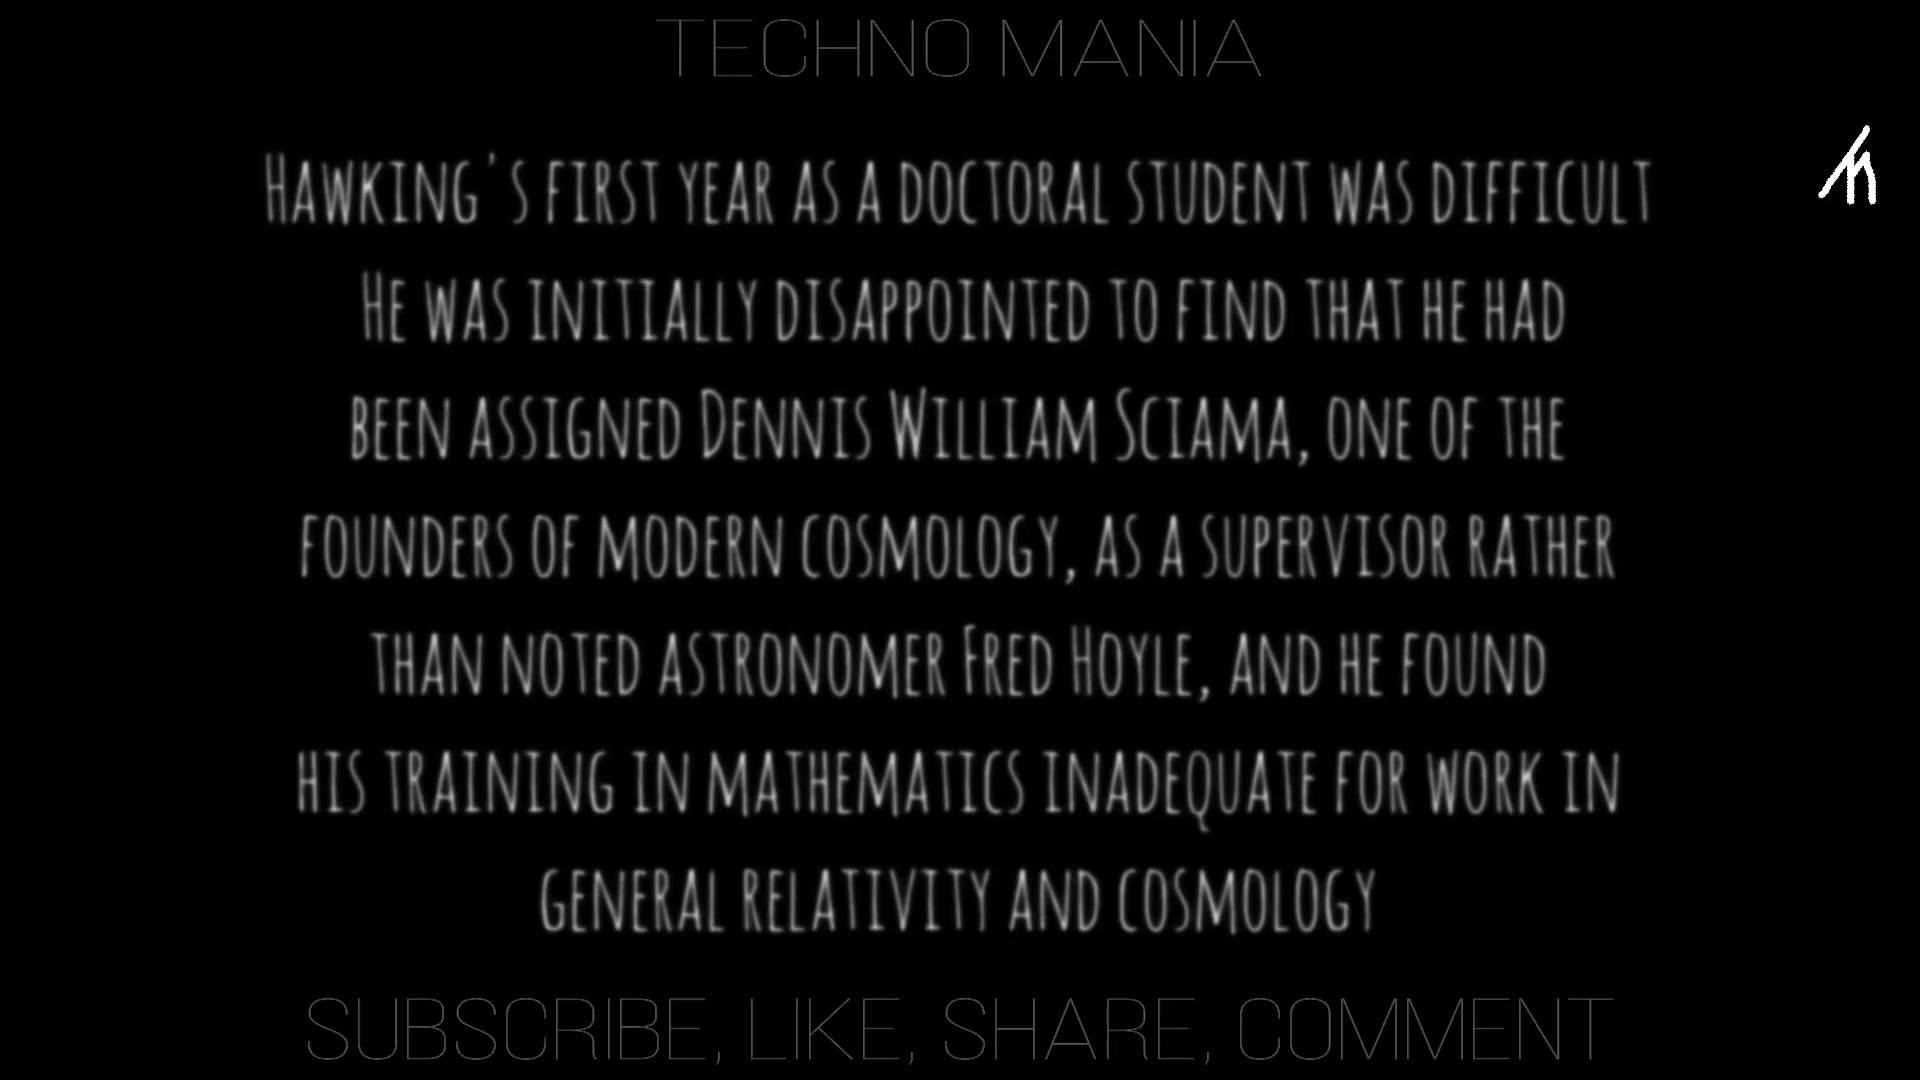 TECHNO MANIA
Hawking's first year as a doctoral student was difficult
He was initially disappointed to find that he had
been assigned Dennis William Sciama, one of the
founders of modern cosmology, as a supervisor rather
than noted astronomer Fred Hoyle, and he found
his training in mathematics inadequate for work in
general relativity and cosmology
SUBSCRIBE, LIKE, SHARE, COMMENT